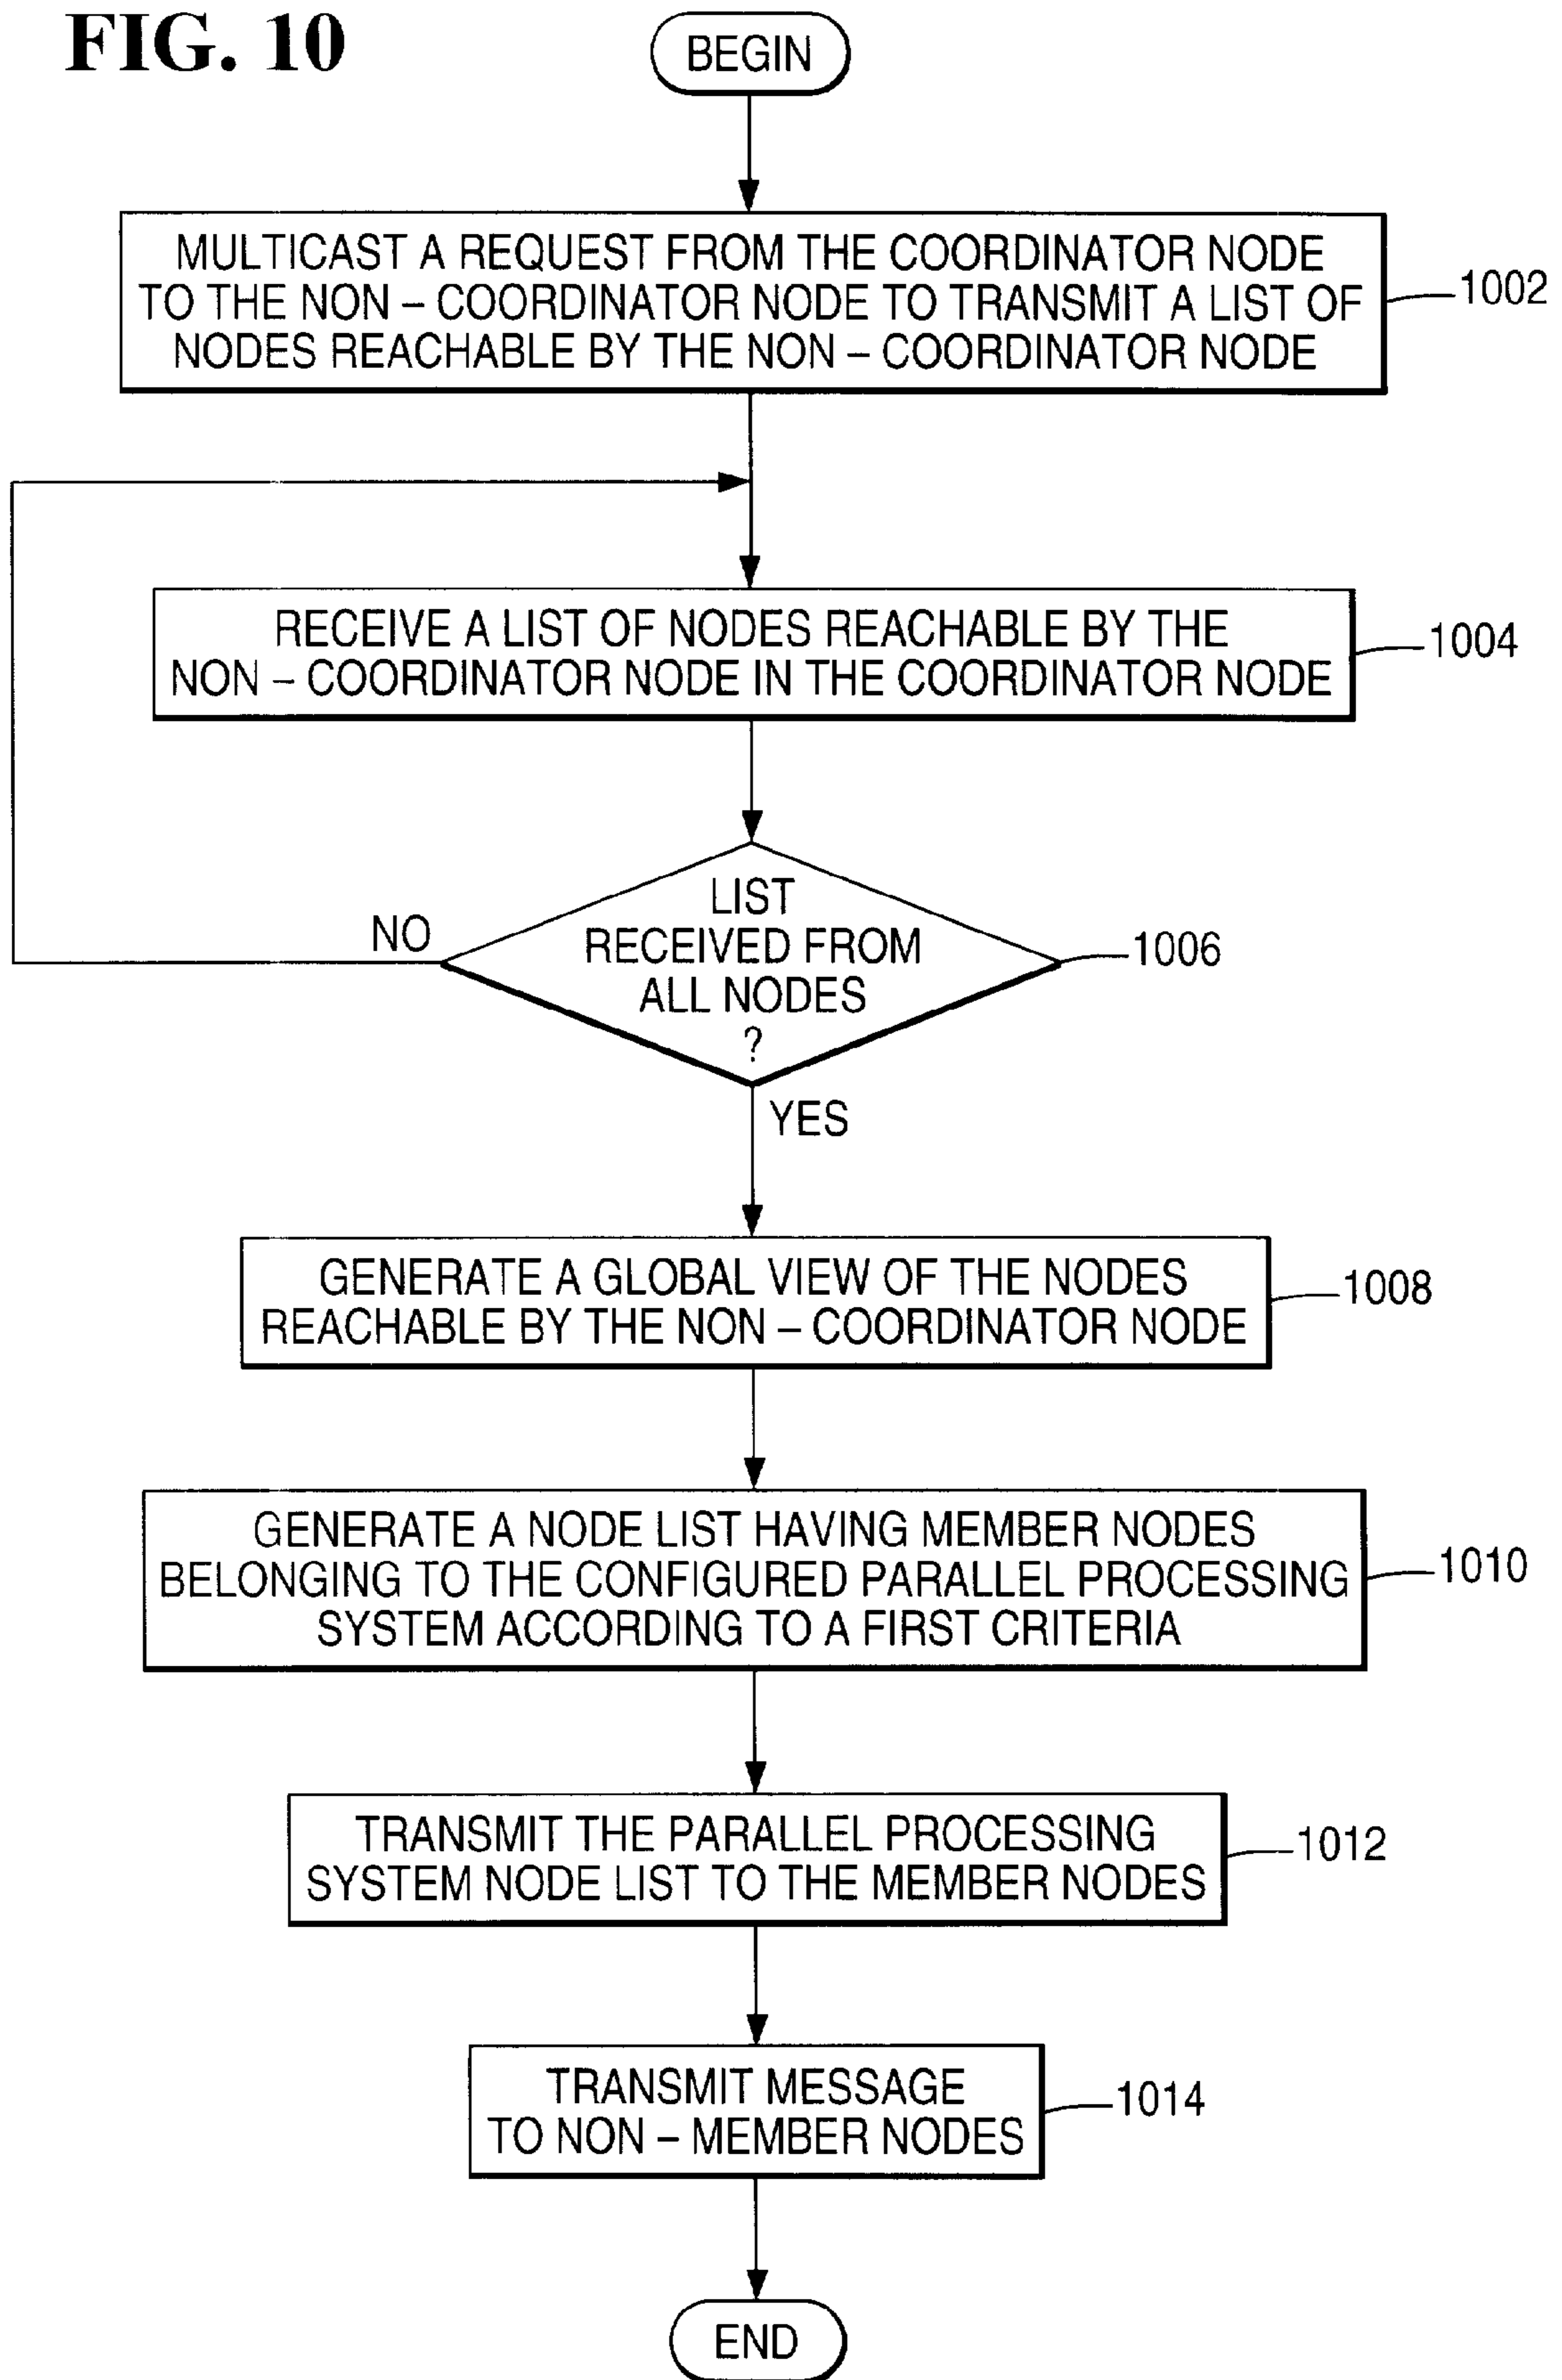 FIG. 10
BEGIN
MULTICAST A REQUEST FROM THE COORDINATOR NODE
TO THE NON – COORDINATOR NODE TO TRANSMIT A LIST OF
NODES REACHABLE BY THE NON – COORDINATOR NODE
1002
RECEIVE A LIST OF NODES REACHABLE BY THE
NON – COORDINATOR NODE IN THE COORDINATOR NODE
1004
LIST
RECEIVED FROM
ALL NODES
?
NO
1006
YES
GENERATE A GLOBAL VIEW OF THE NODES
REACHABLE BY THE NON – COORDINATOR NODE
1008
GENERATE A NODE LIST HAVING MEMBER NODES
BELONGING TO THE CONFIGURED PARALLEL PROCESSING
SYSTEM ACCORDING TO A FIRST CRITERIA
1010
TRANSMIT THE PARALLEL PROCESSING
SYSTEM NODE LIST TO THE MEMBER NODES
1012
TRANSMIT MESSAGE
TO NON – MEMBER NODES
1014
END